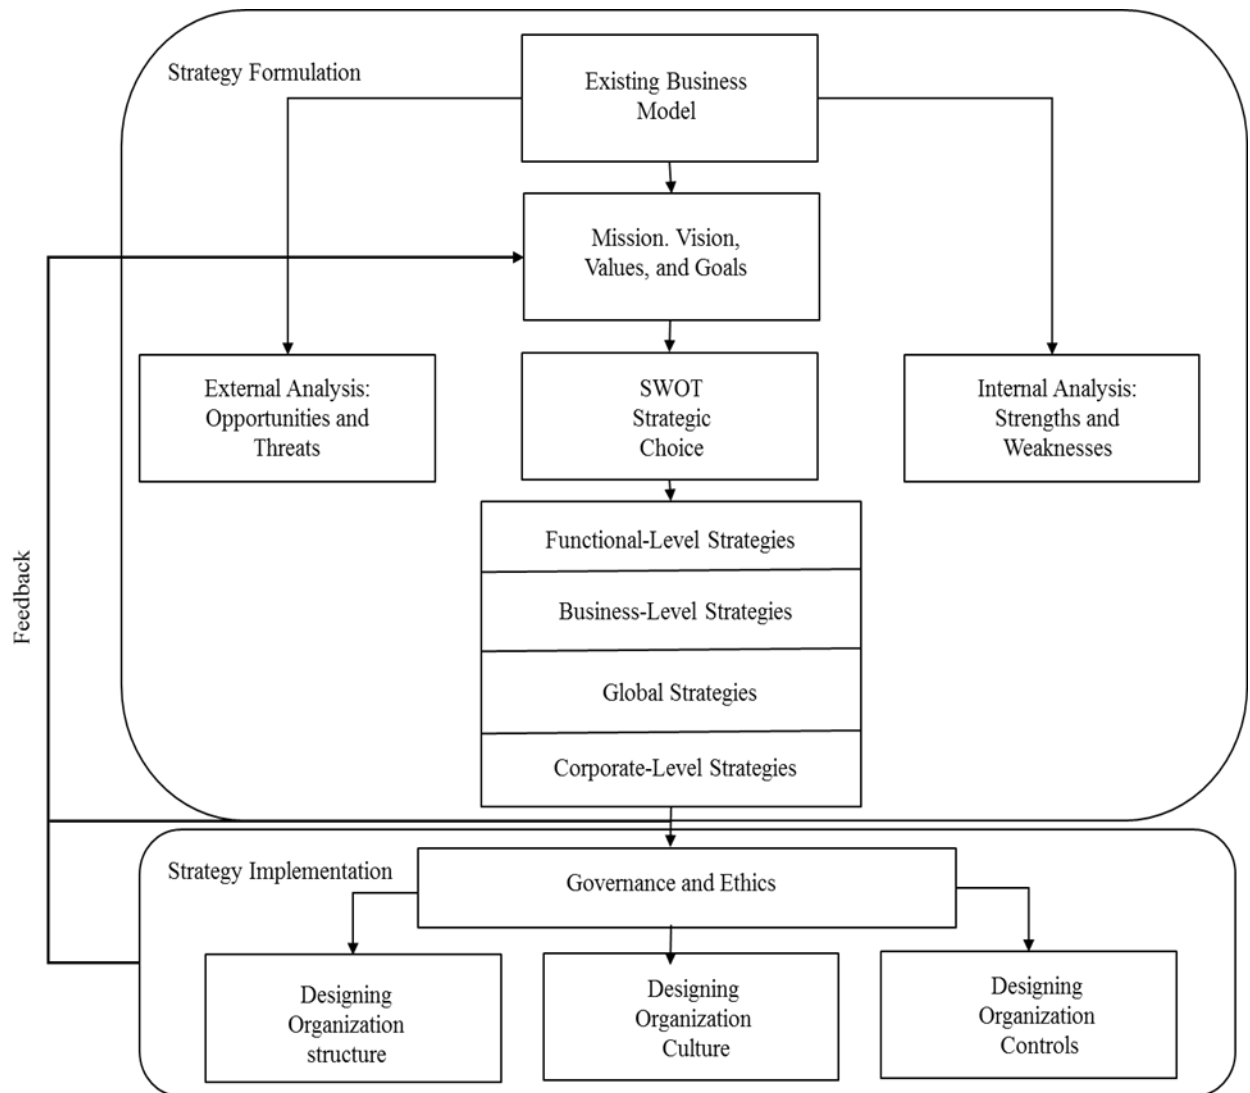 Strategy Formulation
Existing Business
Model
Mission. Vision,
Values, and Goals
External Analysis:
Opportunities and
Threats
SWOT
Strategic
Choice
Internal Analysis:
Strengths and
Weaknesses
Functional-Level Strategies
Business-Level Strategies
Global Strategies
Corporate-Level Strategies
Feedback
Strategy Implementation
Governance and Ethics
Designing
Organization
structure
Designing
Organization
Culture
Designing
Organization
Controls